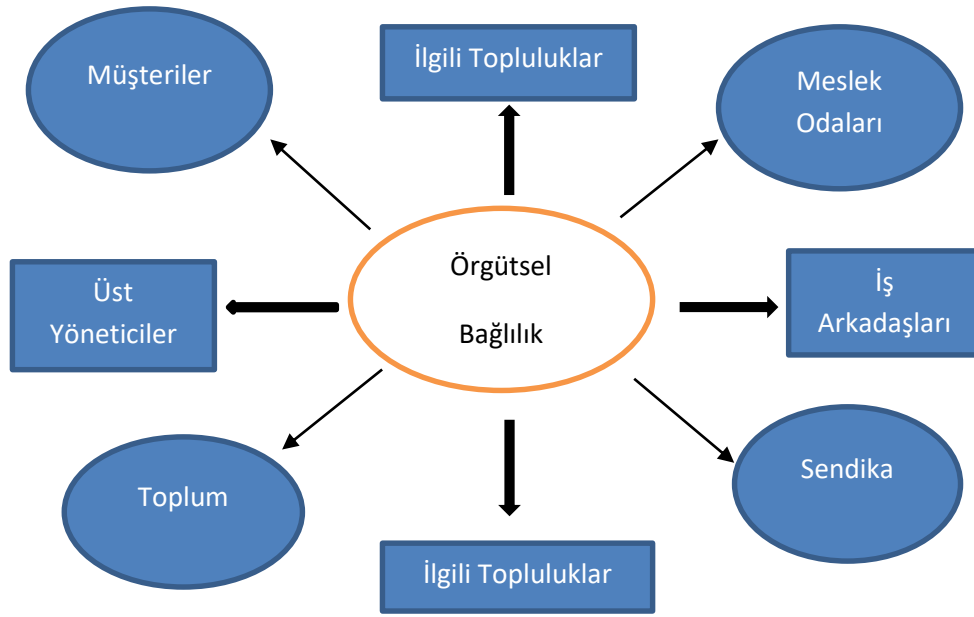 Müşteriler
İlgili Topluluklar
Meslek
Odaları
Örgütsel
Bağlılık
Üst
Yöneticiler
İş
Arkadaşları
Toplum
Sendika
İlgili Topluluklar